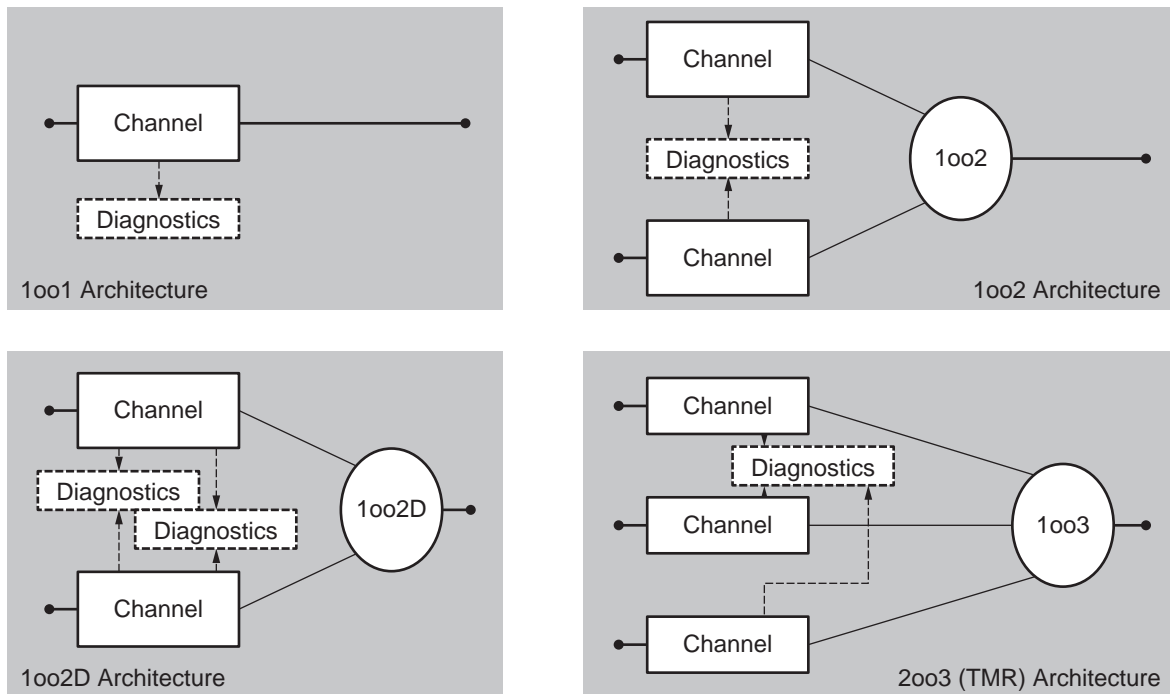 Channel
Diagnostics
1oo1 Architecture
Channel
Diagnostics
Channel
1oo2
1oo2 Architecture
Channel
Diagnostics
Diagnostics
Channel
1oo2D
1oo2D Architecture
Channel
Diagnostics
Channel
Channel
1oo3
2oo3 (TMR) Architecture